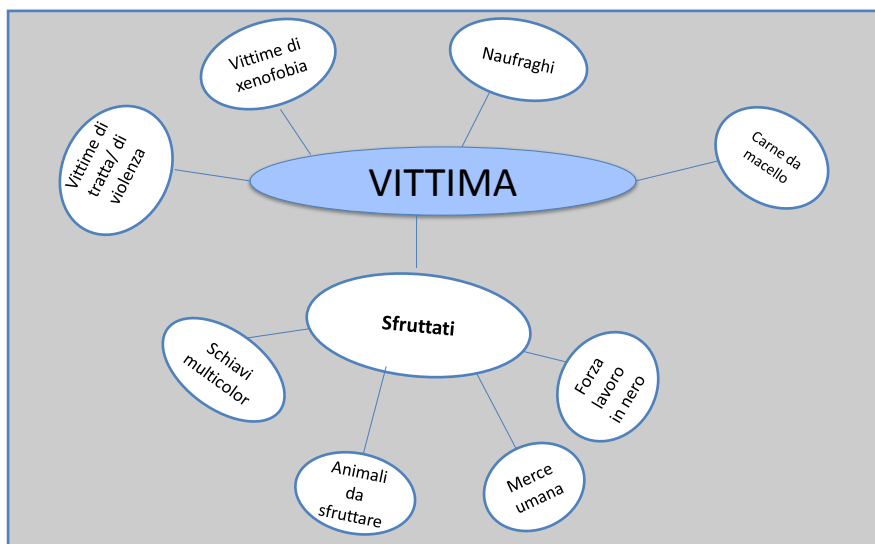 Vittime di
xenofobia
Naufraghi
Vittime di
tratta/ di
violenza
Carne da
macello
VITTIMA
Sfruttati
Schiavi
multicolor
Forza
lavoro
in nero
Animali
da
sfruttare
Merce
umana